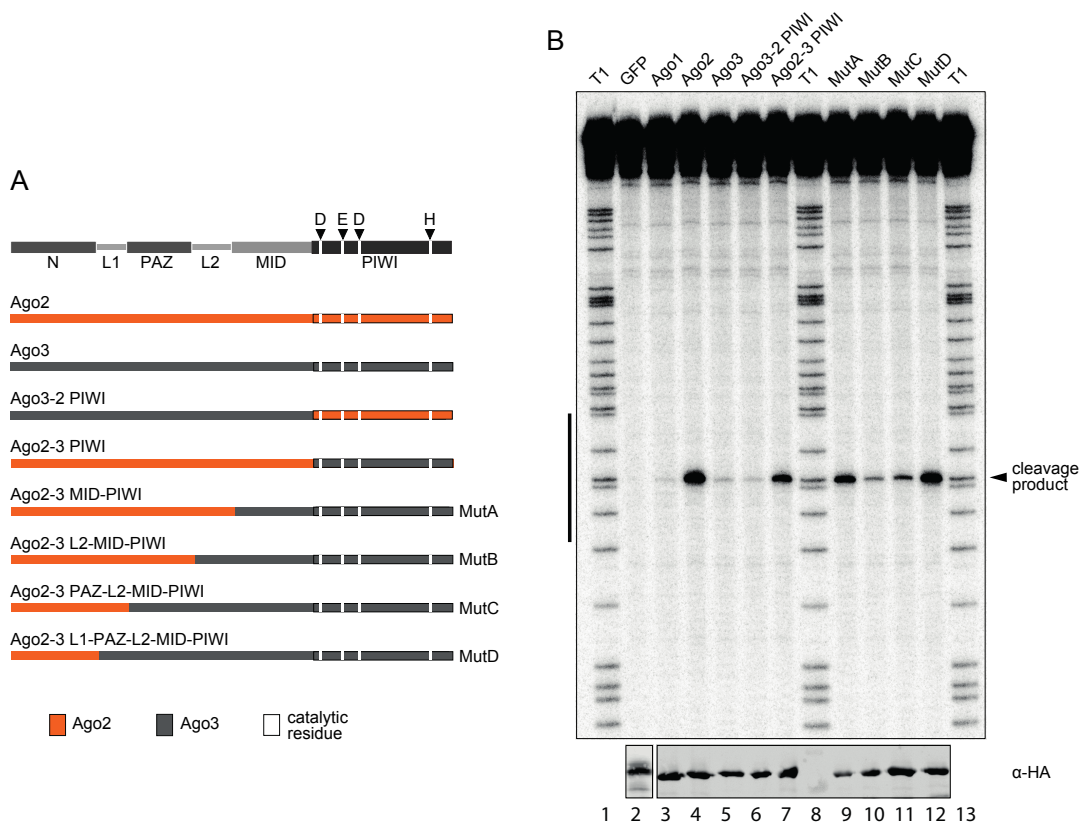 A
D E D H
N L1 PAZ L2 MID PIWI
Ago2
Ago3
Ago3-2 PIWI
Ago2-3 PIWI
Ago2-3 MID-PIWI
MutA
Ago2-3 L2-MID-PIWI
MutB
Ago2-3 PAZ-L2-MID-PIWI
MutC
Ago2-3 L1-PAZ-L2-MID-PIWI
MutD
Ago2
Ago3
catalytic
residue
B
T1 GFP Ago1 Ago2 Ago3 Ago3-2 PIWI Ago2-3 PIWI T1 MutA MutB MutC MutD T1
cleavage
product
α-HA
1 2 3 4 5 6 7 8 9 10 11 12 13